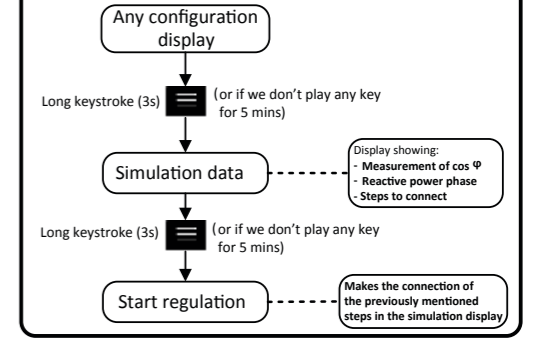 Any configuration
display
Long keystroke (3s)
(or if we don't play any key
for 5 mins)
Simulation data
Display showing:
- Measurement of cos φ
- Reactive power phase
- Steps to connect
Long keystroke (3s)
(or if we don't play any key
for 5 mins)
Start regulation
Makes the connection of
the previously mentioned
steps in the simulation display